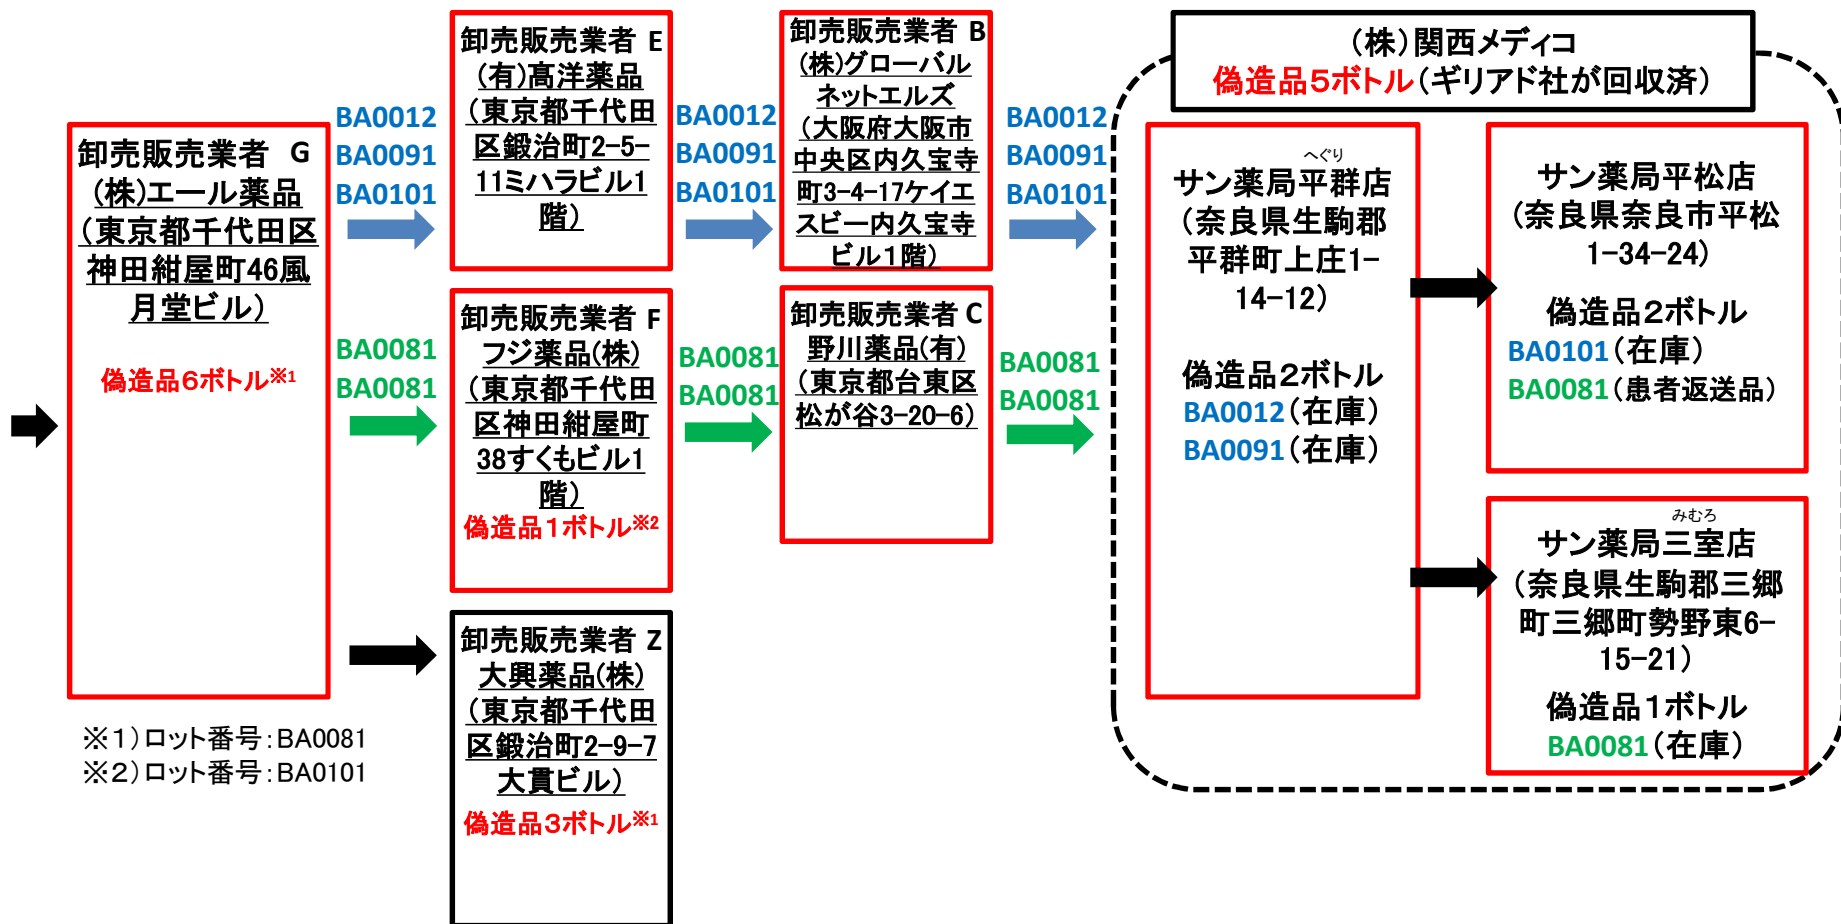 卸売販売業者 G
(株)エール薬品
(東京都千代田区
神田紺屋町46風
月堂ビル)
偽造品6ボトル※1
※1)ロット番号:BA0081
※2)ロット番号:BA0101
BA0012
BA0091
BA0101
BA0081
BA0081
卸売販売業者 E
(有)髙洋薬品
(東京都千代田
区鍛治町2-5-
11ミハラビル1
階)
卸売販売業者 F
フジ薬品(株)
(東京都千代田
区神田紺屋町
38すくもビル1
階)
偽造品1ボトル※2
卸売販売業者 Z
大興薬品(株)
(東京都千代田
区鍛治町2-9-7
大貫ビル)
偽造品3ボトル※1
BA0012
BA0091
BA0101
BA0081
BA0081
卸売販売業者 B
(株)グローバル
ネットエルズ
(大阪府大阪市
中央区内久宝寺
町3-4-17ケイエ
スビー内久宝寺
ビル1階)
卸売販売業者 C
野川薬品(有)
(東京都台東区
松が谷3-20-6)
BA0012
BA0091
BA0101
BA0081
BA0081
(株)関西メディコ
偽造品5ボトル(ギリアド社が回収済)
へぐり
サン薬局平群店
(奈良県生駒郡
平群町上庄1-
14-12)
偽造品2ボトル
BA0012(在庫)
BA0091(在庫)
サン薬局平松店
(奈良県奈良市平松
1-34-24)
偽造品2ボトル
BA0101(在庫)
BA0081(患者返送品)
みむろ
サン薬局三室店
(奈良県生駒郡三郷
町三郷町勢野東6-
15-21)
偽造品1ボトル
BA0081(在庫)